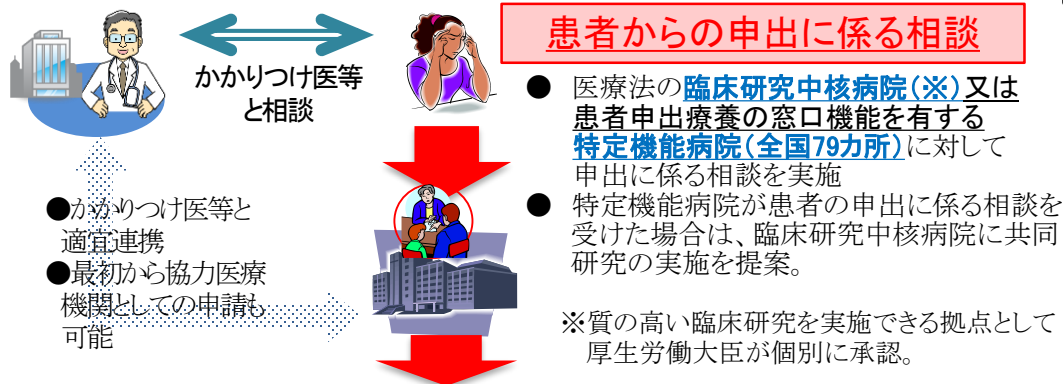 かかりつけ医等
と相談
患者からの申出に係る相談
● 医療法の臨床研究中核病院(※)又は
患者申出療養の窓口機能を有する
特定機能病院(全国79カ所)に対して
申出に係る相談を実施
● 特定機能病院が患者の申出に係る相談を
受けた場合は、臨床研究中核病院に共同
研究の実施を提案。
※質の高い臨床研究を実施できる拠点として
厚生労働大臣が個別に承認。
●かかりつけ医等と
適宜連携
●最初から協力医療
機関としての申請も
可能